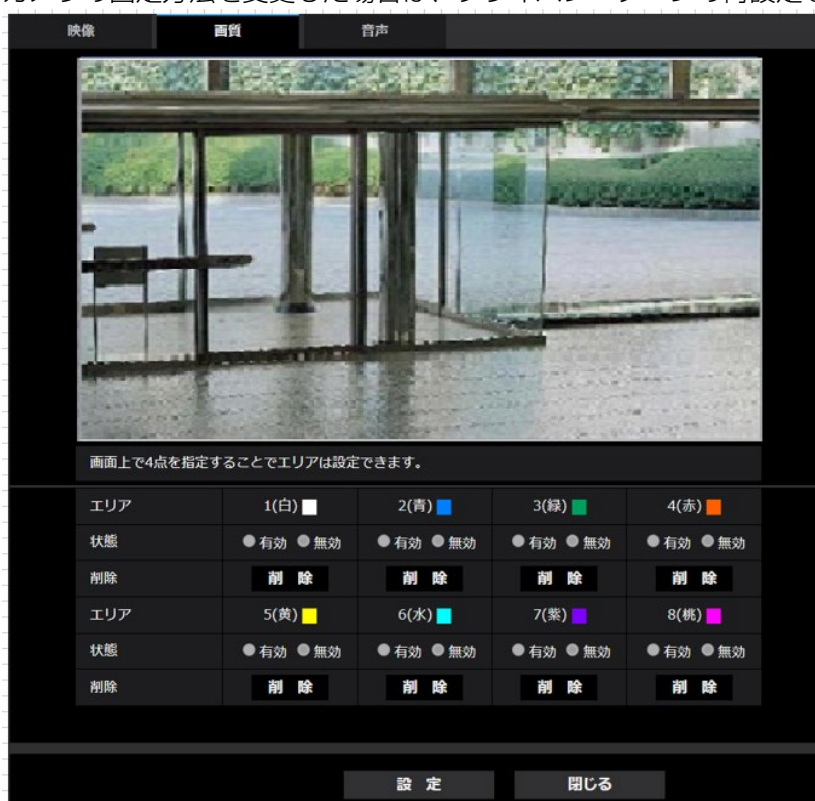 映像 画質 音声
画面上で4点を指定することでエリアは設定できます。
エリア 1(白) 2(青) 3(緑) 4(赤)
状態 有効 無効 有効 無効 有効 無効 有効 無効
削除 削 除 削 除 削 除 削 除
エリア 5(黄) 6(水) 7(紫) 8(桃)
状態 有効 無効 有効 無効 有効 無効 有効 無効
削除 削 除 削 除 削 除 削 除
設 定 閉じる